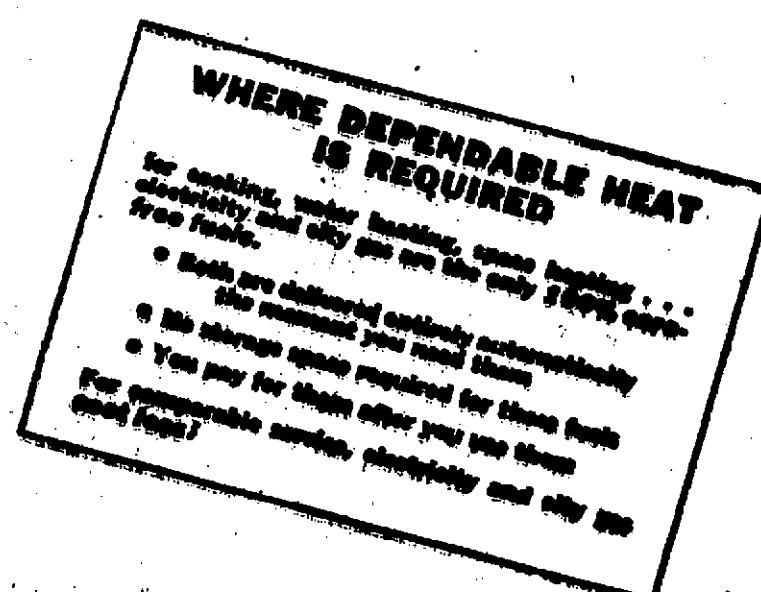 WHERE DEPENDABLE HEAT
IS REQUIRED
for cooking, water heating, space heating . . .
electricity and city gas are the only 100% care-
free fuels.
● Both are delivered entirely automatically
the moment you need them
● No storage space required for these fuels
● You pay for them after you use them
For comparable service, electricity and city gas
cost less!